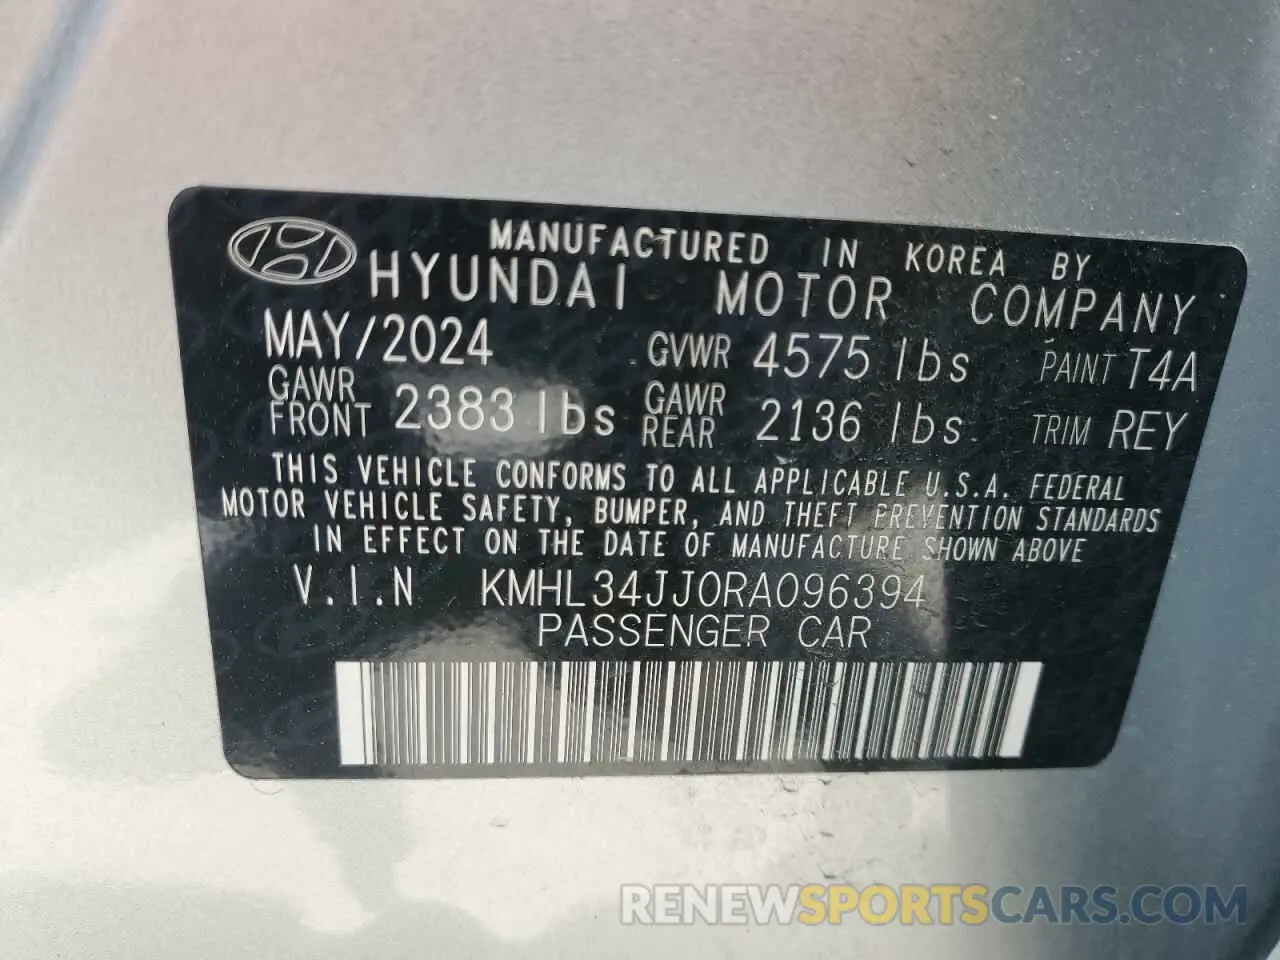 MANUFACTURED IN KOREA BY
HYUNDAI MOTOR COMPANY
MAY/2024 GVWR 4575 lbs PAINT T4A
GAWR FRONT 2383 lbs GAWR REAR 2136 lbs TRIM REY
THIS VEHICLE CONFORMS TO ALL APPLICABLE U.S.A. FEDERAL
MOTOR VEHICLE SAFETY, BUMPER, AND THEFT PREVENTION STANDARDS
IN EFFECT ON THE DATE OF MANUFACTURE SHOWN ABOVE
V.I.N KMHL34JJ0RA096394
PASSENGER CAR
RENEWSPORTSCARS.COM